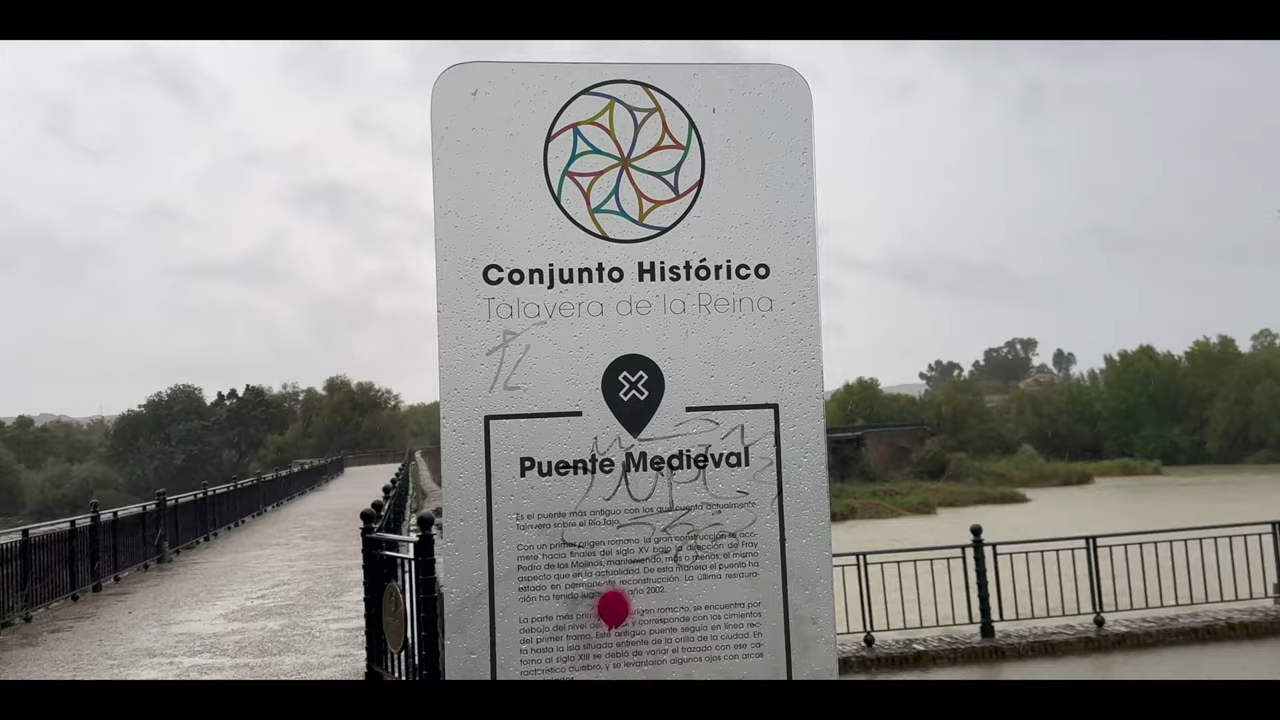 Conjunto Histórico
Talavera de la Reina
Puente Medieval
Es el puente más antiguo con los que cuenta actualmente
Talavera sobre el Río Tajo.
Con un primer origen romano, la gran construcción se aco-
mete hacia finales del siglo XV bajo la dirección de Fray
Pedro de los Molinos, manteniendo, más o menos, el mismo
aspecto que en la actualidad. De esta manera el puente ha
estado en permanente reconstrucción. La última restaura-
ción ha tenido lugar año 2002.
La parte más origen romano, se encuentra por
debajo del nivel del y corresponde con los cimientos
del primer tramo. Este antiguo puente seguía en línea rec-
ta hasta la isla situada enfrente de la orilla de la ciudad. En
torno al siglo XIII se debió de variar el trazado con ese ca-
racterístico quiebro, y se levantaron algunos ojos con arcos